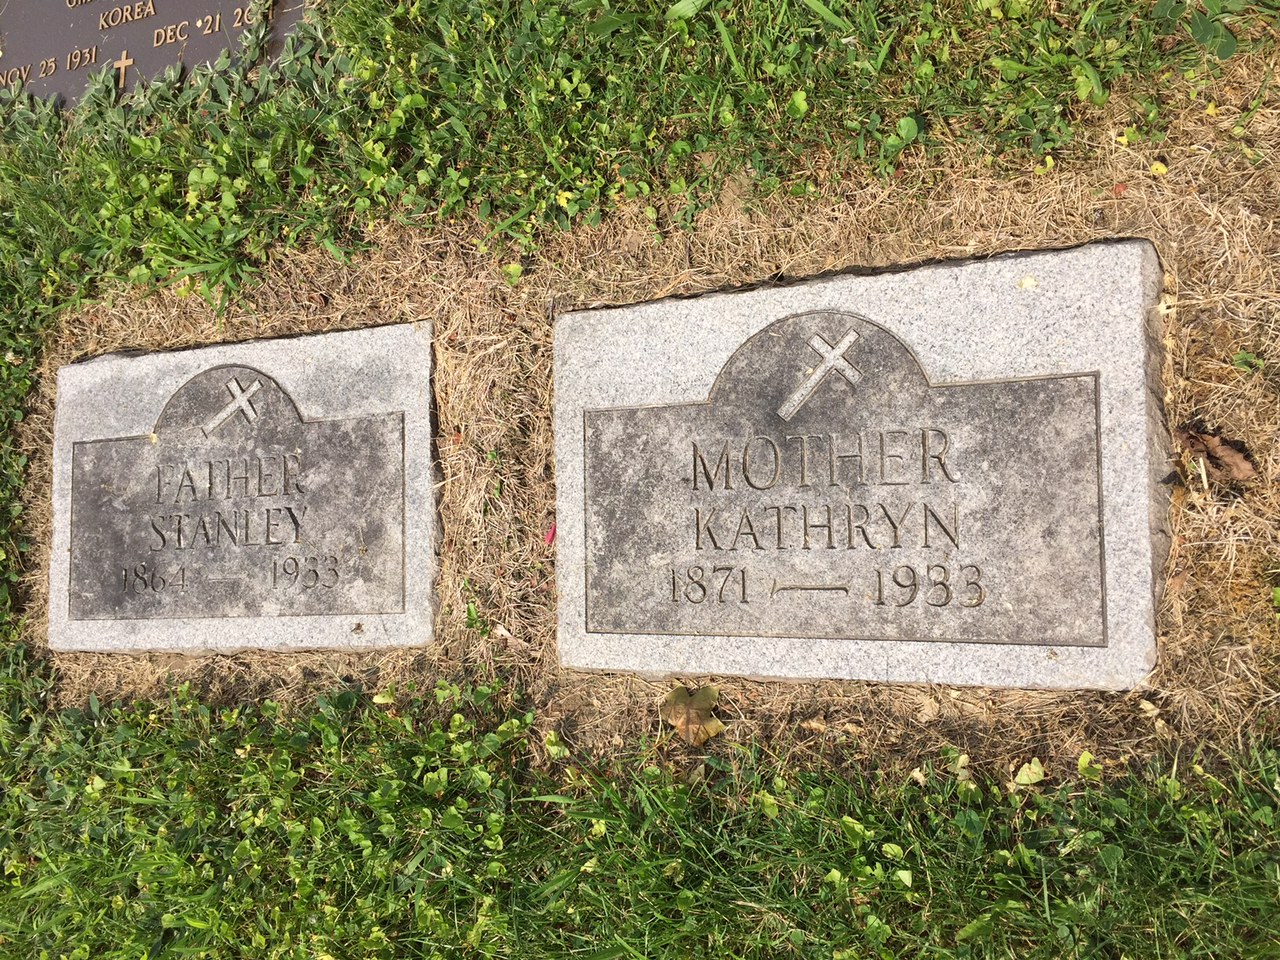 KOREA
NOV 25 1931 DEC 21
FATHER
STANLEY
1864 — 1933
MOTHER
KATHRYN
1871 — 1933